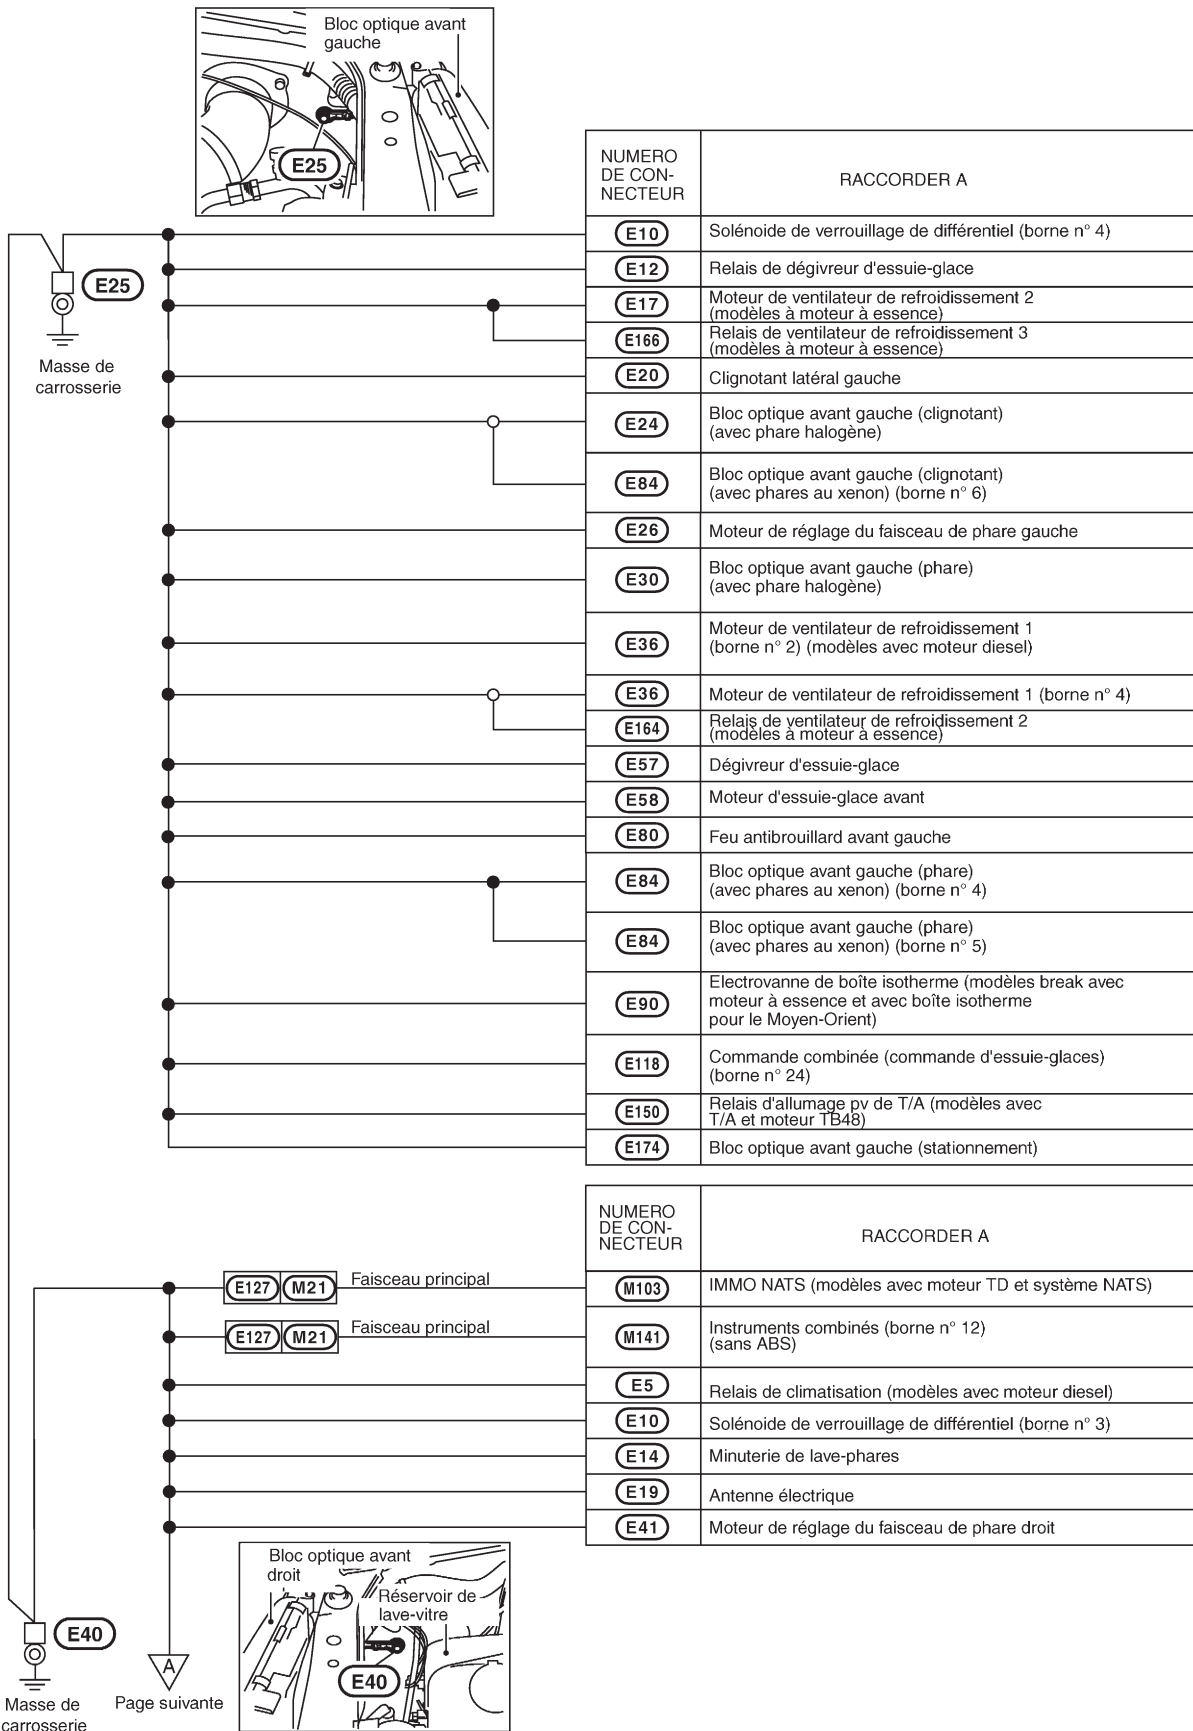 Bloc optique avant
gauche
E25
NUMERO
DE CON-
NECTEUR
RACCORDER A
E25
Masse de
carrosserie
E10
Solénoide de verrouillage de différentiel (borne n° 4)
E12
Relais de dégivreur d'essuie-glace
E17
Moteur de ventilateur de refroidissement 2
(modèles à moteur à essence)
E166
Relais de ventilateur de refroidissement 3
(modèles à moteur à essence)
E20
Clignotant latéral gauche
E24
Bloc optique avant gauche (clignotant)
(avec phare halogène)
E84
Bloc optique avant gauche (clignotant)
(avec phares au xenon) (borne n° 6)
E26
Moteur de réglage du faisceau de phare gauche
E30
Bloc optique avant gauche (phare)
(avec phare halogène)
E36
Moteur de ventilateur de refroidissement 1
(borne n° 2) (modèles avec moteur diesel)
E36
Moteur de ventilateur de refroidissement 1 (borne n° 4)
E164
Relais de ventilateur de refroidissement 2
(modèles à moteur à essence)
E57
Dégivreur d'essuie-glace
E58
Moteur d'essuie-glace avant
E80
Feu antibrouillard avant gauche
E84
Bloc optique avant gauche (phare)
(avec phares au xenon) (borne n° 4)
E84
Bloc optique avant gauche (phare)
(avec phares au xenon) (borne n° 5)
E90
Electrovanne de boîte isotherme (modèles break avec
moteur à essence et avec boîte isotherme
pour le Moyen-Orient)
E118
Commande combinée (commande d'essuie-glaces)
(borne n° 24)
E150
Relais d'allumage pv de T/A (modèles avec
T/A et moteur TB48)
E174
Bloc optique avant gauche (stationnement)
NUMERO
DE CON-
NECTEUR
RACCORDER A
E127 M21 Faisceau principal
M103
IMMO NATS (modèles avec moteur TD et système NATS)
E127 M21 Faisceau principal
M141
Instruments combinés (borne n° 12)
(sans ABS)
E5
Relais de climatisation (modèles avec moteur diesel)
E10
Solénoide de verrouillage de différentiel (borne n° 3)
E14
Minuterie de lave-phares
E19
Antenne électrique
E41
Moteur de réglage du faisceau de phare droit
E40
Masse de
carrosserie
A
Page suivante
Bloc optique avant
droit
Réservoir de
lave-vitre
E40